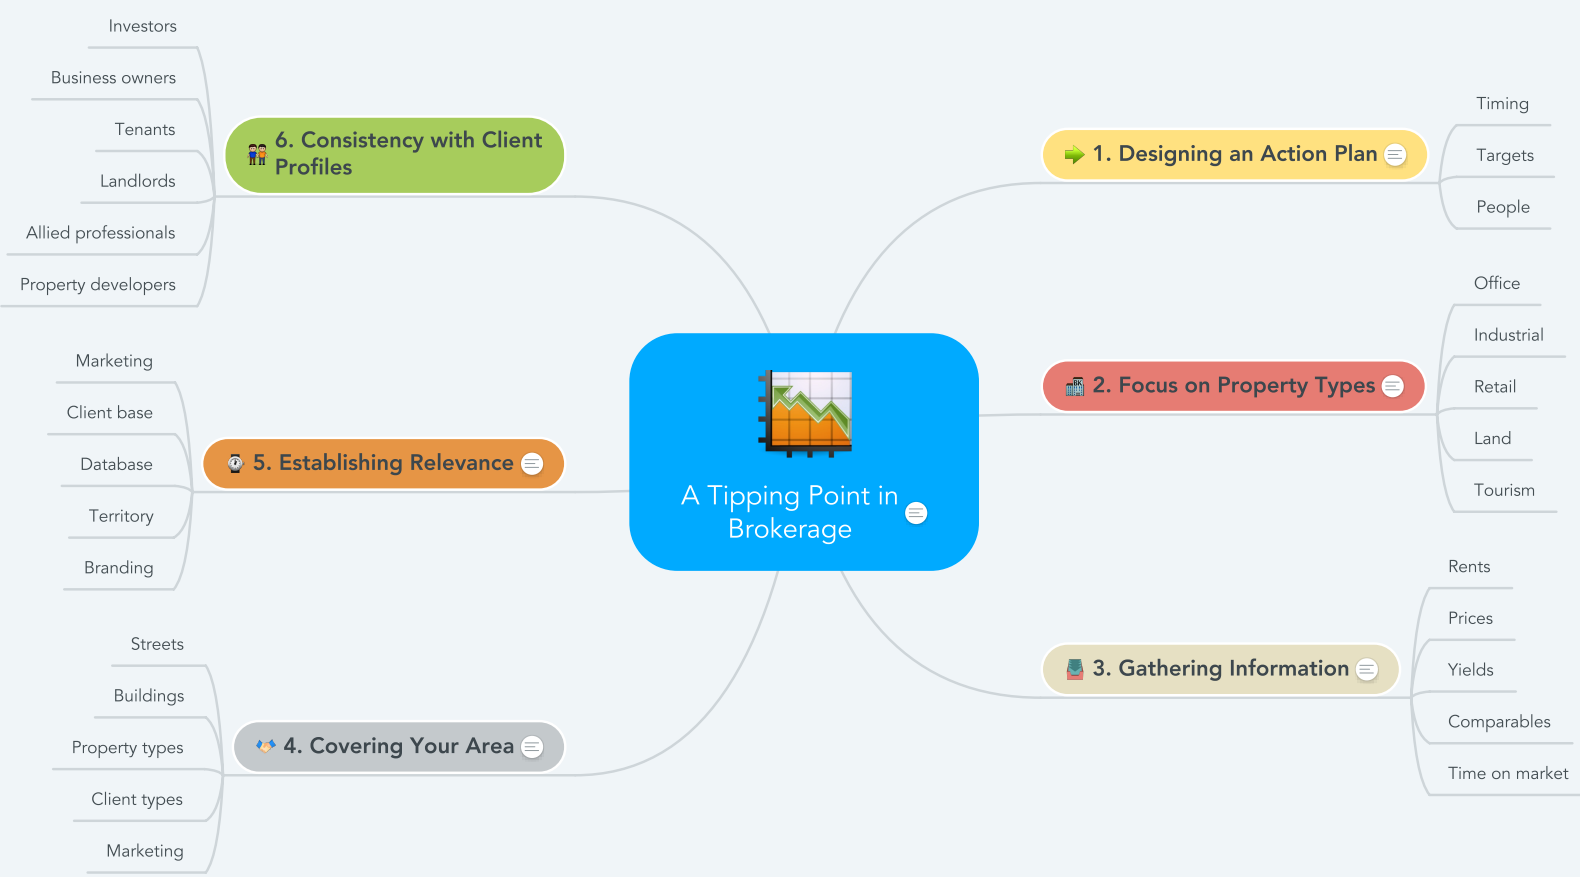 A Tipping Point in
Brokerage
1. Designing an Action Plan
Timing
Targets
People
2. Focus on Property Types
Office
Industrial
Retail
Land
Tourism
3. Gathering Information
Rents
Prices
Yields
Comparables
Time on market
4. Covering Your Area
Streets
Buildings
Property types
Client types
Marketing
5. Establishing Relevance
Marketing
Client base
Database
Territory
Branding
6. Consistency with Client
Profiles
Investors
Business owners
Tenants
Landlords
Allied professionals
Property developers